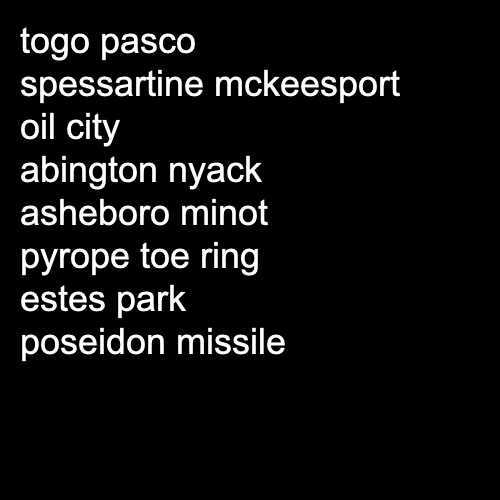 togo pasco
spessartine mckeesport
oil city
abington nyack
asheboro minot
pyrope toe ring
estes park
poseidon missile